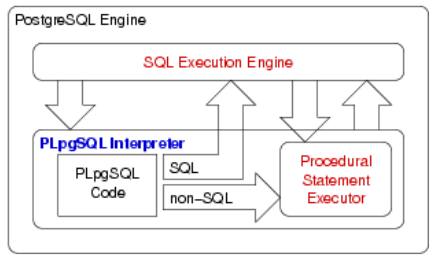 PostgreSQL Engine
SQL Execution Engine
PLpgSQL Interpreter
PLpgSQL
Code
SQL
non-SQL
Procedural
Statement
Executor